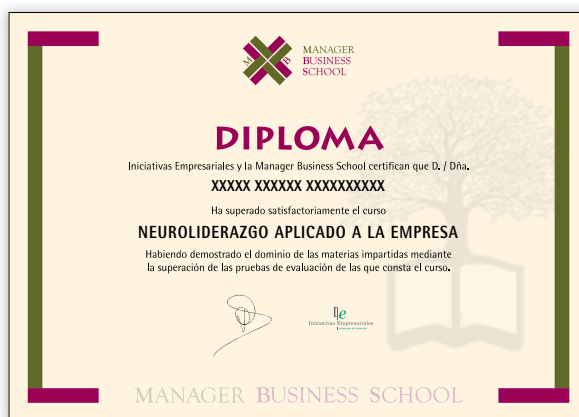 M B
MANAGER
BUSINESS
SCHOOL
DIPLOMA
Iniciativas Empresariales y la Manager Business School certifican que D. / Dña.
XXXXX XXXXXX XXXXXXXXXX
Ha superado satisfactoriamente el curso
NEUROLIDERAZGO APLICADO A LA EMPRESA
Habiendo demostrado el dominio de las materias impartidas mediante
la superación de las pruebas de evaluación de las que consta el curso.
Iniciativas Empresariales
MANAGER BUSINESS SCHOOL